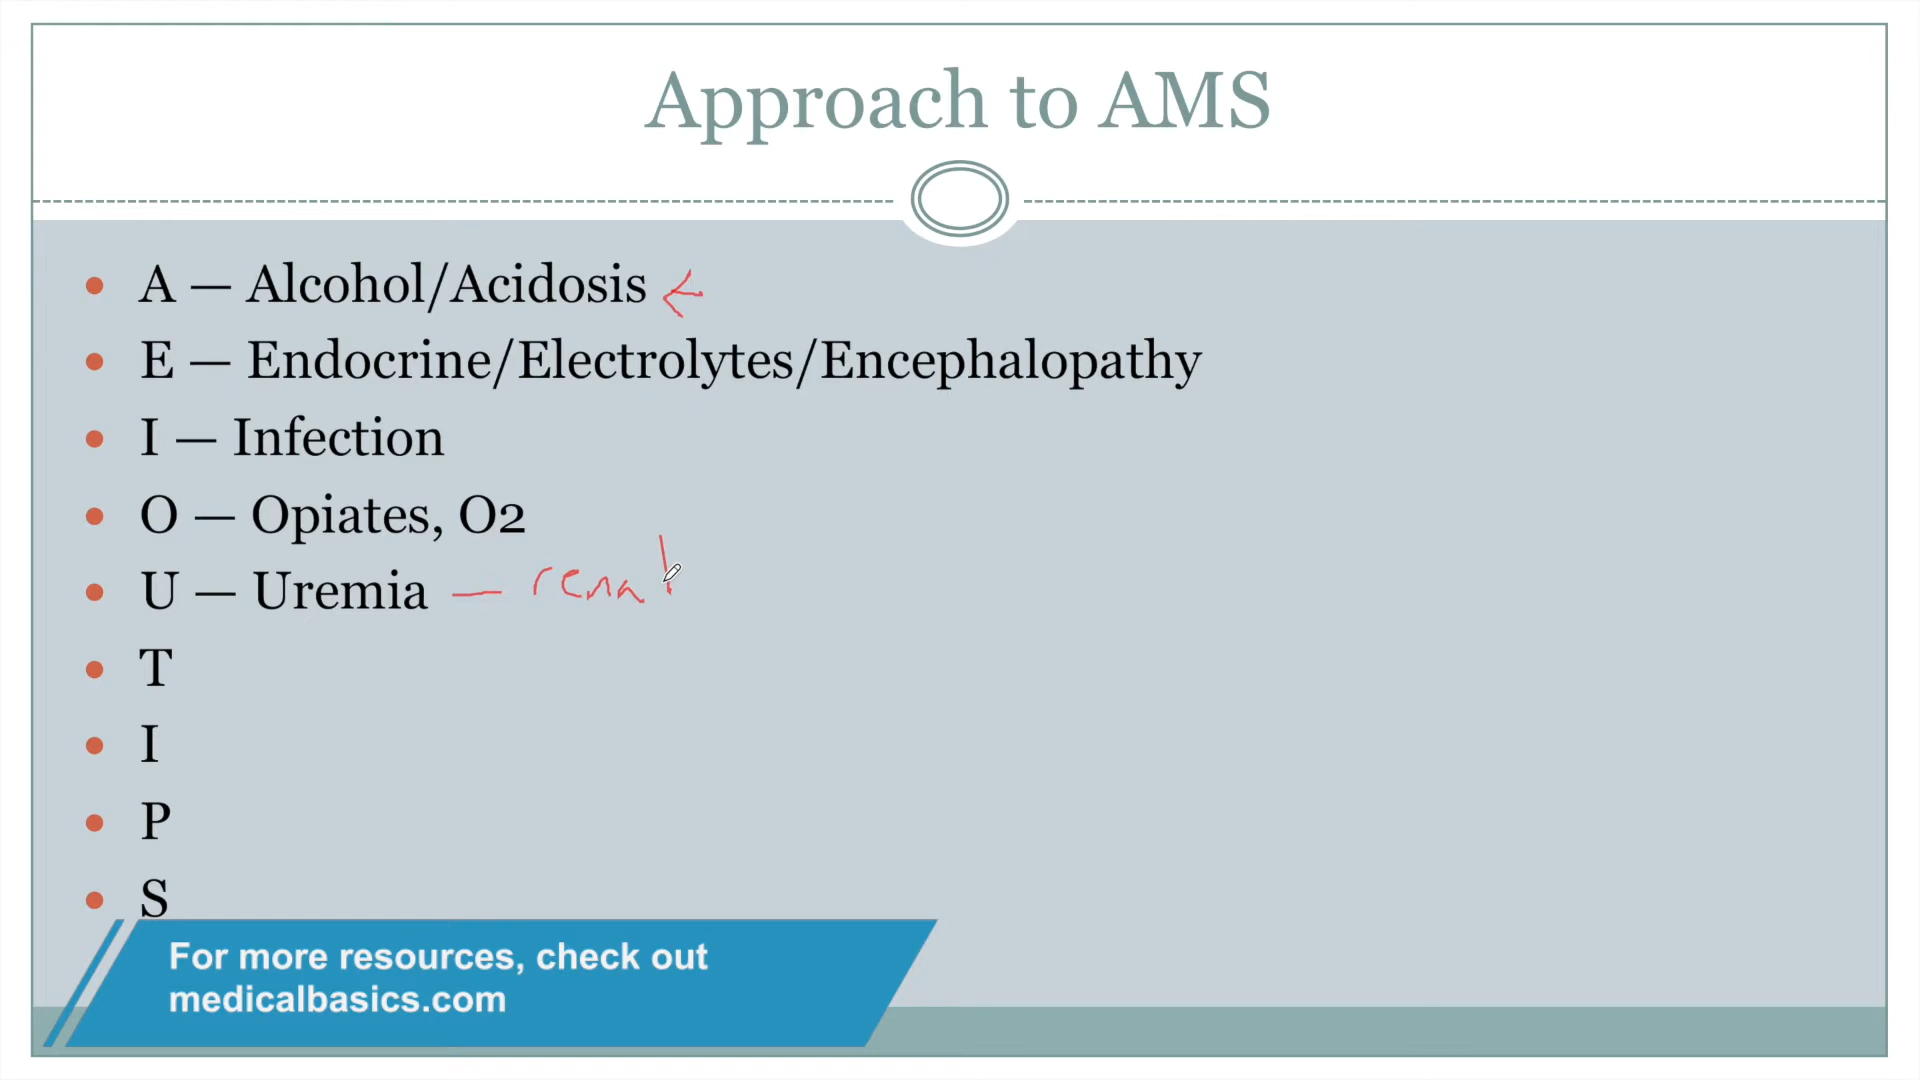 Approach to AMS
A — Alcohol/Acidosis
E — Endocrine/Electrolytes/Encephalopathy
I — Infection
O — Opiates, O2
U — Uremia — renal
T
I
P
S
For more resources, check out
medicalbasics.com